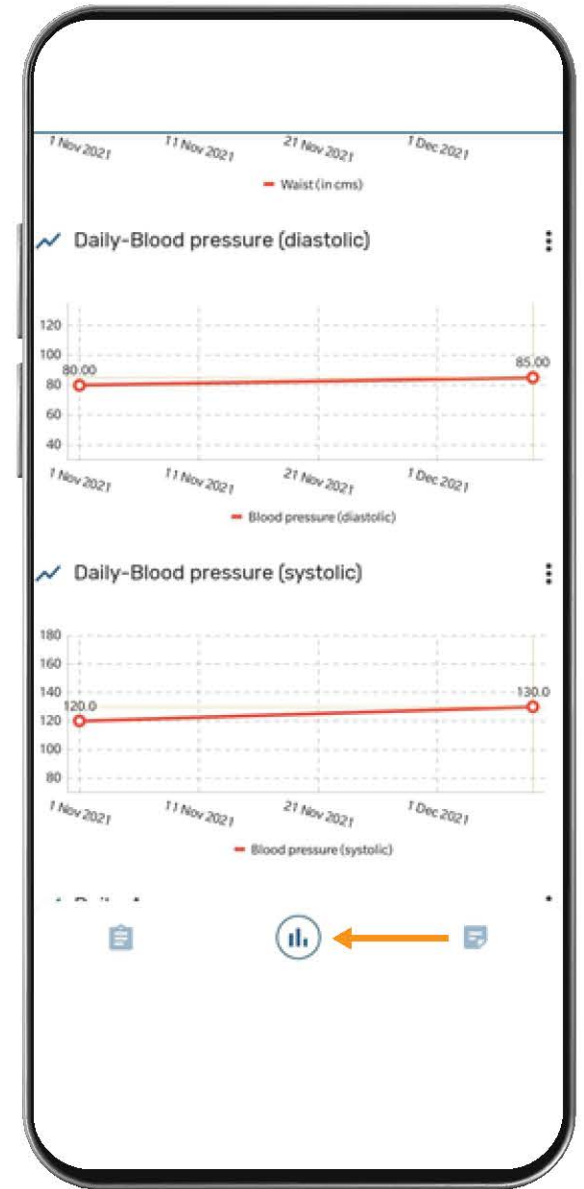 1 Nov 2021 11 Nov 2021 21 Nov 2021 1 Dec 2021
Waist (in cms)
Daily-Blood pressure (diastolic)
120
100
80.00 85.00
80
60
40
1 Nov 2021 11 Nov 2021 21 Nov 2021 1 Dec 2021
Blood pressure (diastolic)
Daily-Blood pressure (systolic)
180
160
140
120.0 130.0
120
100
80
1 Nov 2021 11 Nov 2021 21 Nov 2021 1 Dec 2021
Blood pressure (systolic)